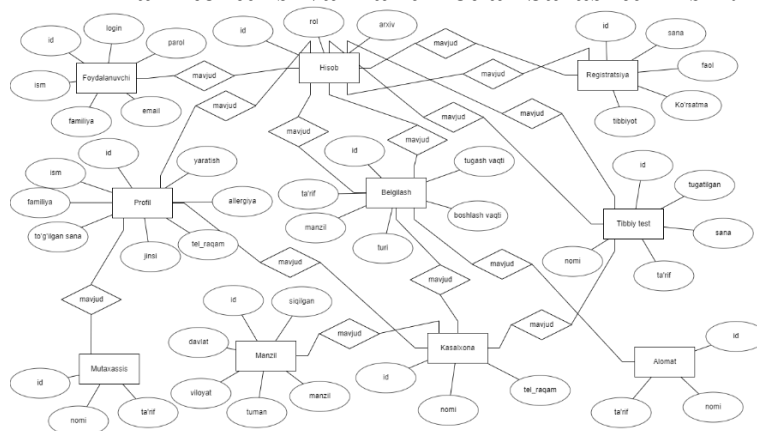 id
login
parol
ism
Foydalanuvchi
familiya
email
mavjud
id
rol
arxiv
Hisob
mavjud
mavjud
id
sana
faol
Registratsiya
Ko'rsatma
tibbiyot
mavjud
mavjud
mavjud
mavjud
mavjud
id
ism
yaratish
familiya
Profil
allergiya
to'g'ilgan sana
jinsi
tel_raqam
id
tugash vaqti
ta'rif
Belgilash
manzil
boshlash vaqti
turi
id
tugatilgan
Tibbiy test
sana
nomi
ta'rif
mavjud
mavjud
mavjud
mavjud
mavjud
mavjud
id
siqilgan
davlat
Manzil
viloyat
tuman
manzil
Kasalxona
id
nomi
tel_raqam
Mutaxassis
id
nomi
ta'rif
Alomat
id
ta'rif
nomi